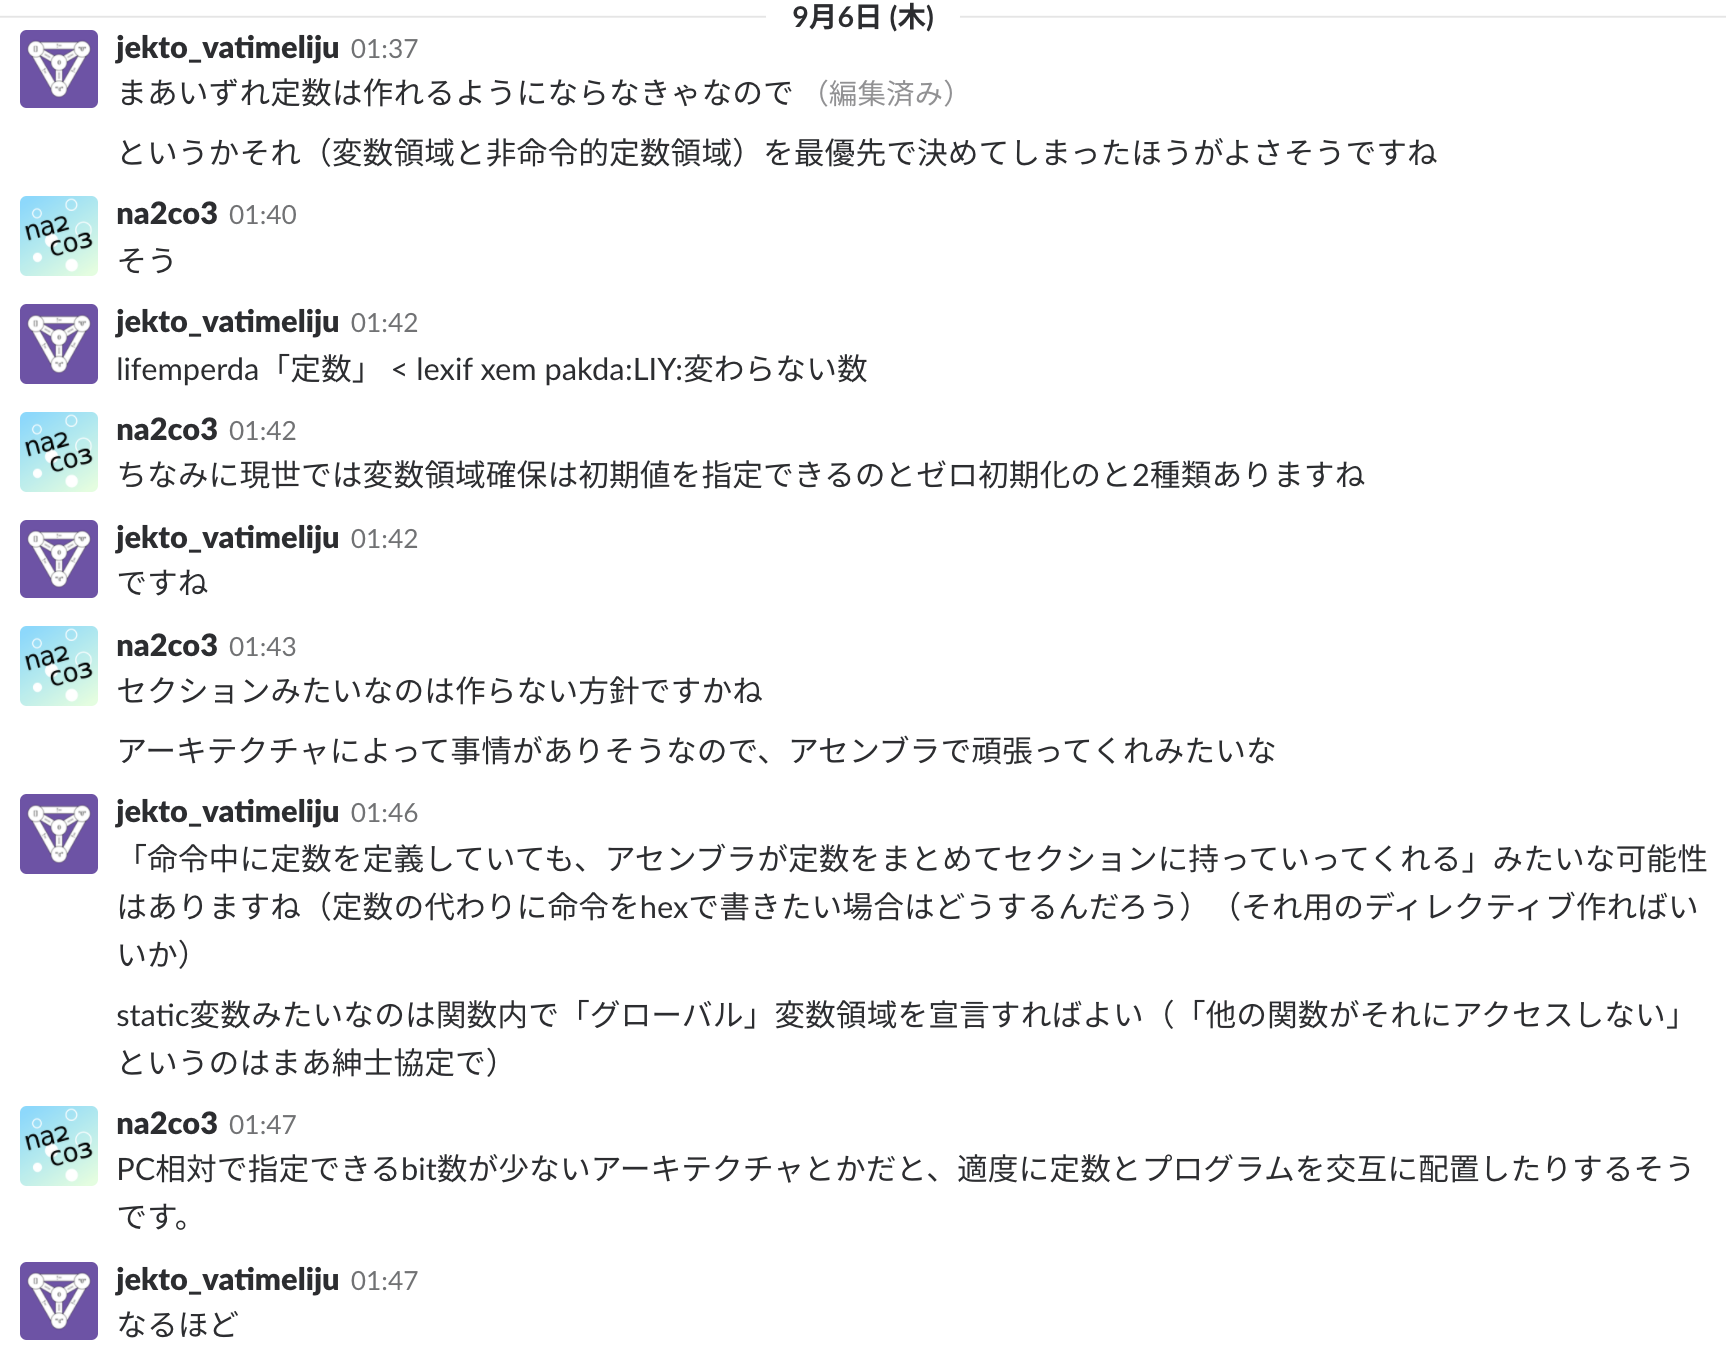 9月6日 (木)
jekto_vatimeliju 01:37
まあいずれ定数は作れるようにならなきゃなので （編集済み）
というかそれ（変数領域と非命令的定数領域）を最優先で決めてしまったほうがよさそうですね
na2co3
na2co3 01:40
そう
jekto_vatimeliju 01:42
lifemperda「定数」 < lexif xem pakda:LIY:変わらない数
na2co3
na2co3 01:42
ちなみに現世では変数領域確保は初期値を指定できるのとゼロ初期化のと2種類ありますね
jekto_vatimeliju 01:42
ですね
na2co3
na2co3 01:43
セクションみたいなのは作らない方針ですかね
アーキテクチャによって事情がありそうなので、アセンブラで頑張ってくれみたいな
jekto_vatimeliju 01:46
「命令中に定数を定義していても、アセンブラが定数をまとめてセクションに持っていってくれる」みたいな可能性
はありますね（定数の代わりに命令をhexで書きたい場合はどうするんだろう）（それ用のディレクティブ作ればい
いか）
static変数みたいなのは関数内で「グローバル」変数領域を宣言すればよい（「他の関数がそれにアクセスしない」
というのはまあ紳士協定で）
na2co3
na2co3 01:47
PC相対で指定できるbit数が少ないアーキテクチャとかだと、適度に定数とプログラムを交互に配置したりするそう
です。
jekto_vatimeliju 01:47
なるほど